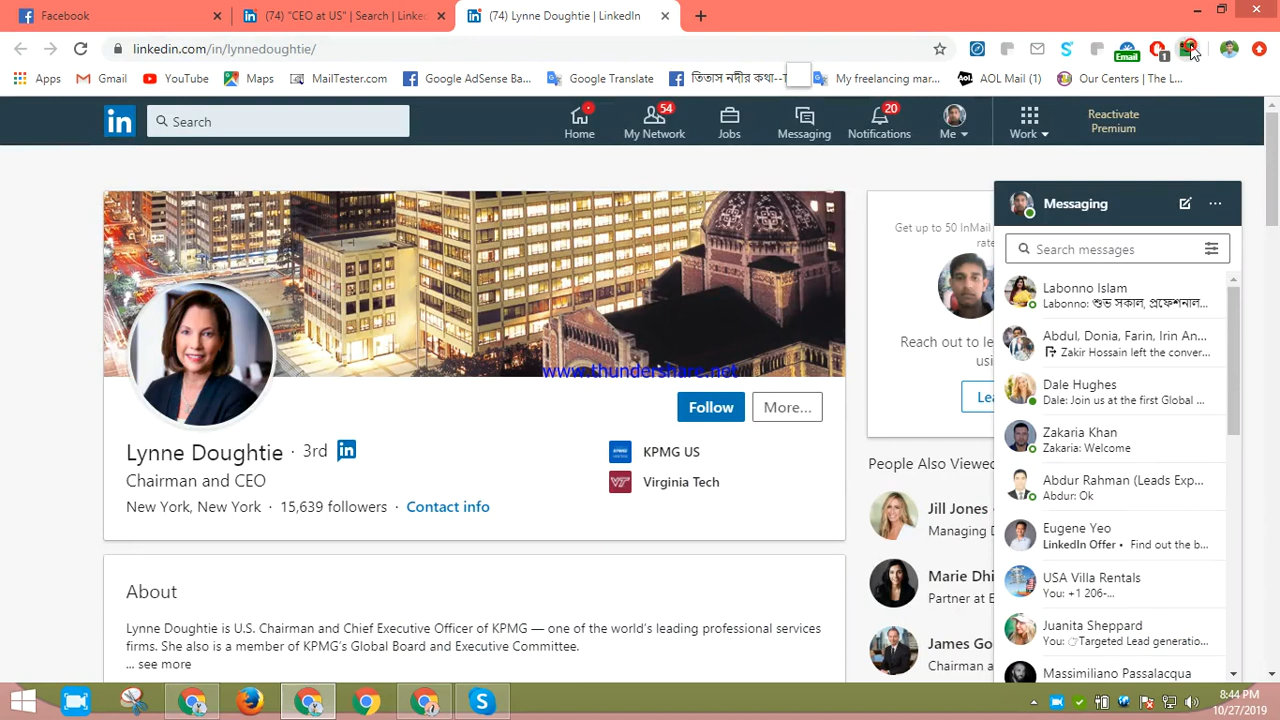 Facebook
(74) "CEO at US" | Search | Linked
(74) Lynne Doughtie | LinkedIn
linkedin.com/in/lynnedoughtie/
Email
1
Apps
Gmail
YouTube
Maps
MailTester.com
Google AdSense Ba...
Google Translate
তিতাস নদীর কথা--
My freelancing mar...
AOL Mail (1)
Our Centers | The L...
in
Search
Home
54
My Network
Jobs
Messaging
20
Notifications
Me
Work
Reactivate
Premium
www.thundershare.net
Follow
More...
Lynne Doughtie · 3rd
Chairman and CEO
New York, New York · 15,639 followers · Contact info
KPMG US
Virginia Tech
About
Lynne Doughtie is U.S. Chairman and Chief Executive Officer of KPMG — one of the world's leading professional services
firms. She also is a member of KPMG's Global Board and Executive Committee.
... see more
Get up to 50 InMail
Reach out to
People Also Viewed
Jill Jones
Managing
Marie
Partner at
James
Chairman a
Messaging
Search messages
Labonno Islam
Labonno: শুভ সকাল, প্রফেশনাল...
Abdul, Donia, Farin, Irin An...
Zakir Hossain left the conver...
Dale Hughes
Dale: Join us at the first Global ...
Zakaria Khan
Zakaria: Welcome
Abdur Rahman (Leads Exp...
Abdur: Ok
Eugene Yeo
LinkedIn Offer • Find out the b...
USA Villa Rentals
You: +1 206-...
Juanita Sheppard
You: 👉Targeted Lead generatio...
Massimiliano Passalacqua
8:44 PM
10/27/2019